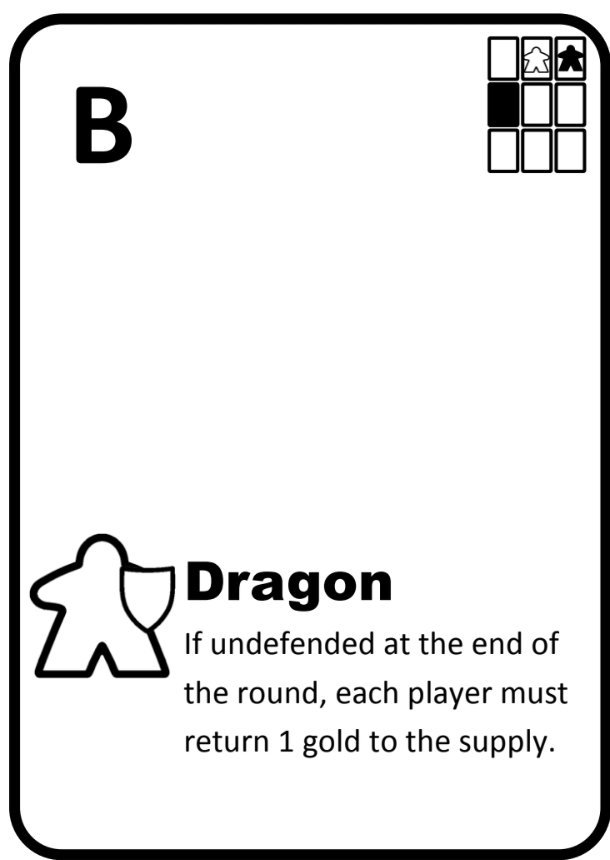 B
Dragon
If undefended at the end of
the round, each player must
return 1 gold to the supply.